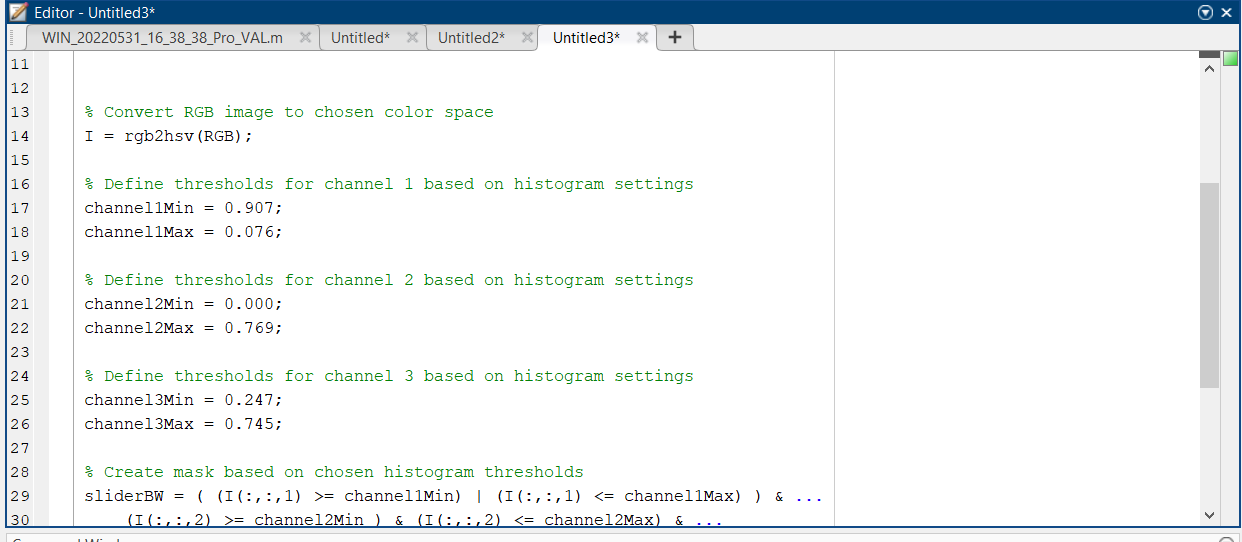 Editor - Untitled3*
WIN_20220531_16_38_38_Pro_VAL.m Untitled* Untitled2* Untitled3*
11
12
13 % Convert RGB image to chosen color space
14 I = rgb2hsv(RGB);
15
16 % Define thresholds for channel 1 based on histogram settings
17 channel1Min = 0.907;
18 channel1Max = 0.076;
19
20 % Define thresholds for channel 2 based on histogram settings
21 channel2Min = 0.000;
22 channel2Max = 0.769;
23
24 % Define thresholds for channel 3 based on histogram settings
25 channel3Min = 0.247;
26 channel3Max = 0.745;
27
28 % Create mask based on chosen histogram thresholds
29 sliderBW = ( (I(:,:,1) >= channel1Min) | (I(:,:,1) <= channel1Max) ) & ...
30 (I(:,:,2) >= channel2Min ) & (I(:,:,2) <= channel2Max) & ...